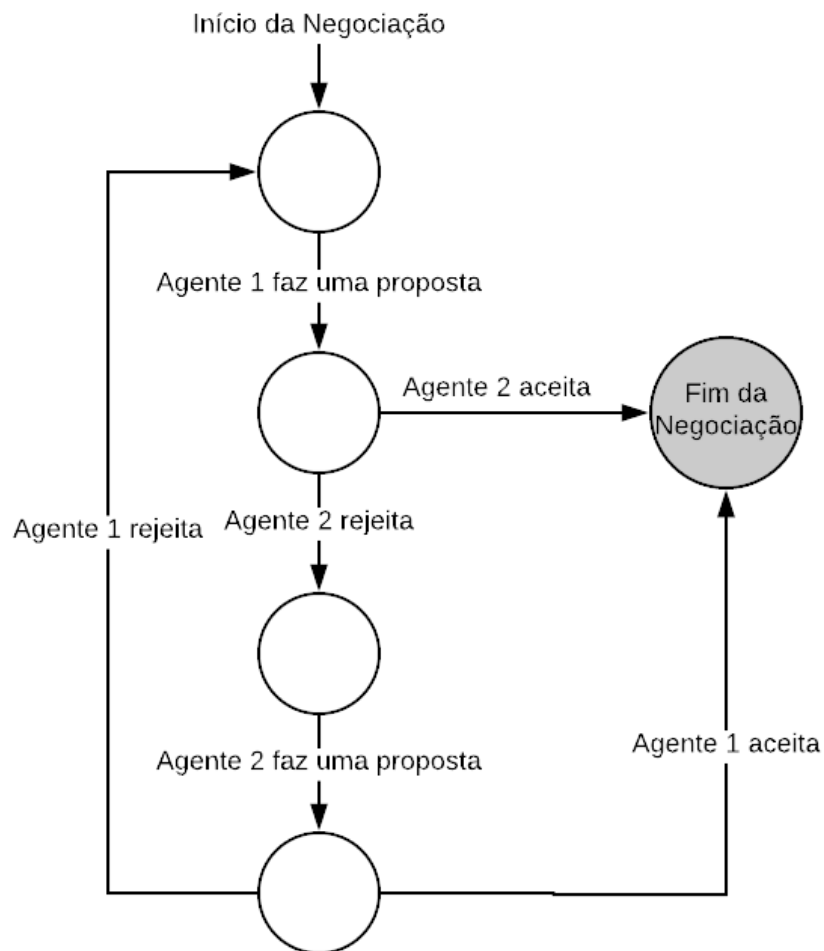 Início da Negociação
Agente 1 faz uma proposta
Agente 2 aceita
Fim da
Negociação
Agente 1 rejeita
Agente 2 rejeita
Agente 2 faz uma proposta
Agente 1 aceita